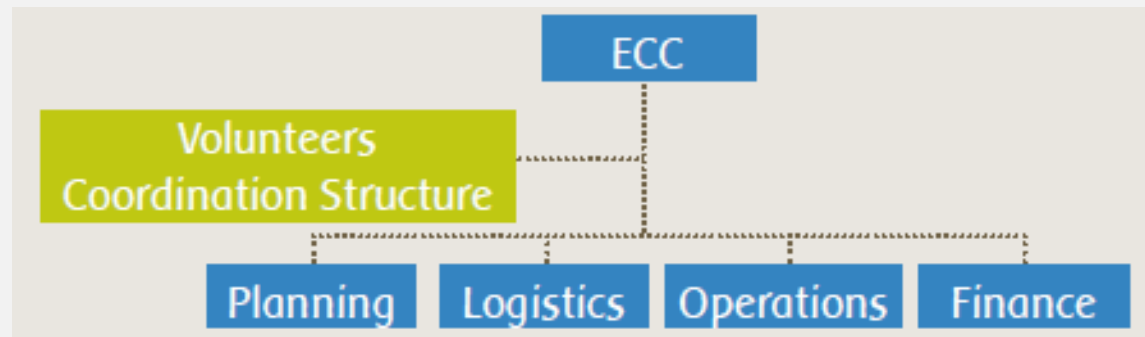 ECC
Volunteers
Coordination Structure
Planning
Logistics
Operations
Finance